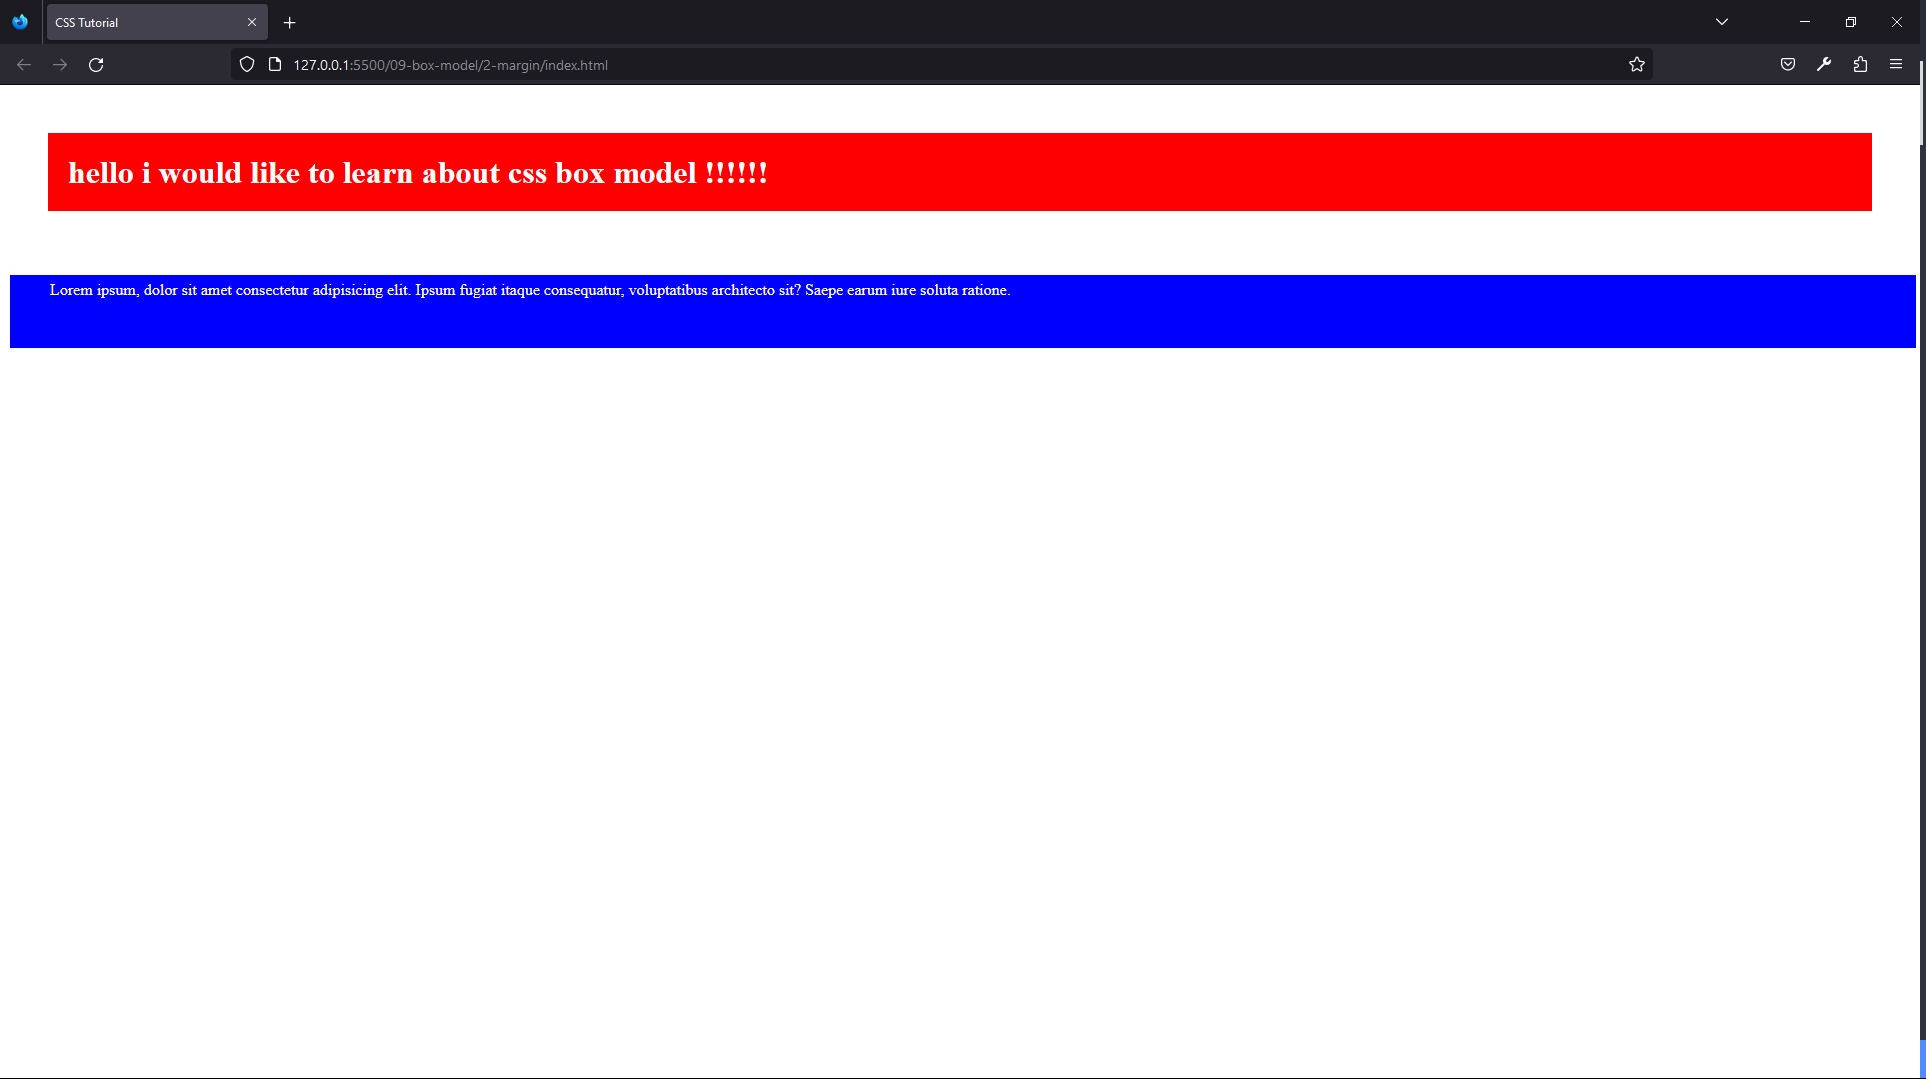 CSS Tutorial
127.0.0.1:5500/09-box-model/2-margin/index.html
hello i would like to learn about css box model !!!!!!
Lorem ipsum, dolor sit amet consectetur adipisicing elit. Ipsum fugiat itaque consequatur, voluptatibus architecto sit? Saepe earum iure soluta ratione.